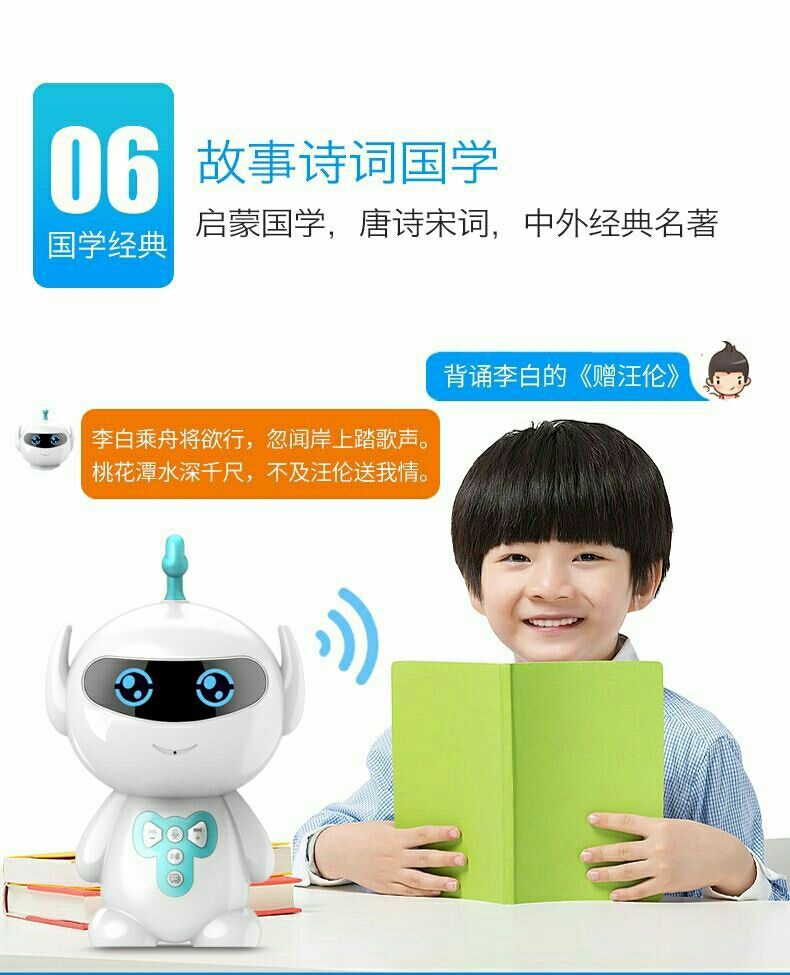 06
国学经典
故事诗词国学
启蒙国学，唐诗宋词，中外经典名著
背诵李白的《赠汪伦》
李白乘舟将欲行，忽闻岸上踏歌声。
桃花潭水深千尺，不及汪伦送我情。